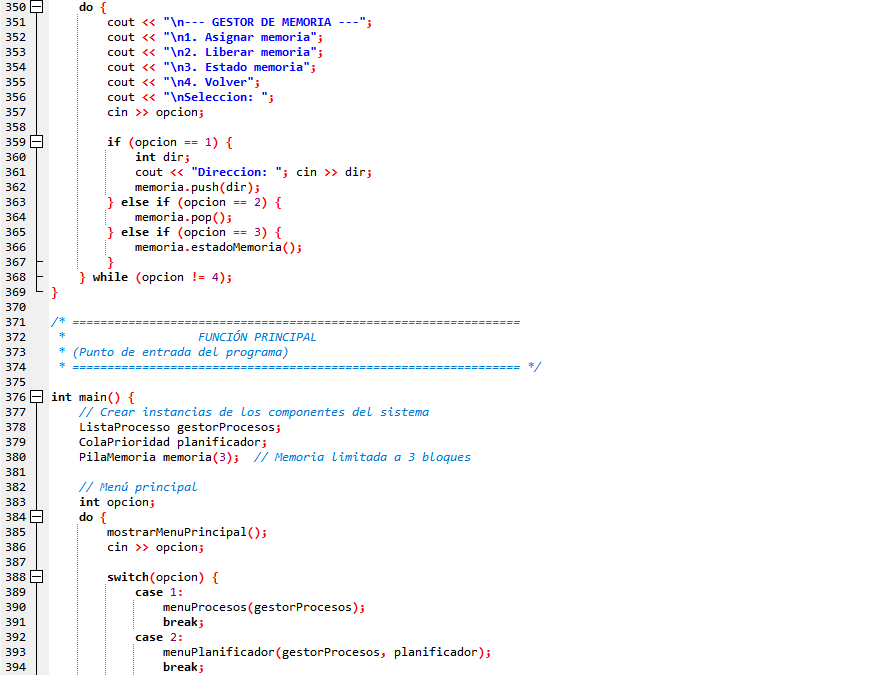 350 do {
351 cout << "\n--- GESTOR DE MEMORIA ---";
352 cout << "\n1. Asignar memoria";
353 cout << "\n2. Liberar memoria";
354 cout << "\n3. Estado memoria";
355 cout << "\n4. Volver";
356 cout << "\nSeleccion: ";
357 cin >> opcion;
358
359 if (opcion == 1) {
360 int dir;
361 cout << "Direccion: "; cin >> dir;
362 memoria.push(dir);
363 } else if (opcion == 2) {
364 memoria.pop();
365 } else if (opcion == 3) {
366 memoria.estadoMemoria();
367 }
368 } while (opcion != 4);
369 }
370
371 /* ================================================================
372 * FUNCIÓN PRINCIPAL
373 * (Punto de entrada del programa)
374 * ================================================================ */
375
376 int main() {
377 // Crear instancias de los componentes del sistema
378 ListaProceso gestorProcesos;
379 ColaPrioridad planificador;
380 PilaMemoria memoria(3); // Memoria limitada a 3 bloques
381
382 // Menú principal
383 int opcion;
384 do {
385 mostrarMenuPrincipal();
386 cin >> opcion;
387
388 switch(opcion) {
389 case 1:
390 menuProcesos(gestorProcesos);
391 break;
392 case 2:
393 menuPlanificador(gestorProcesos, planificador);
394 break;